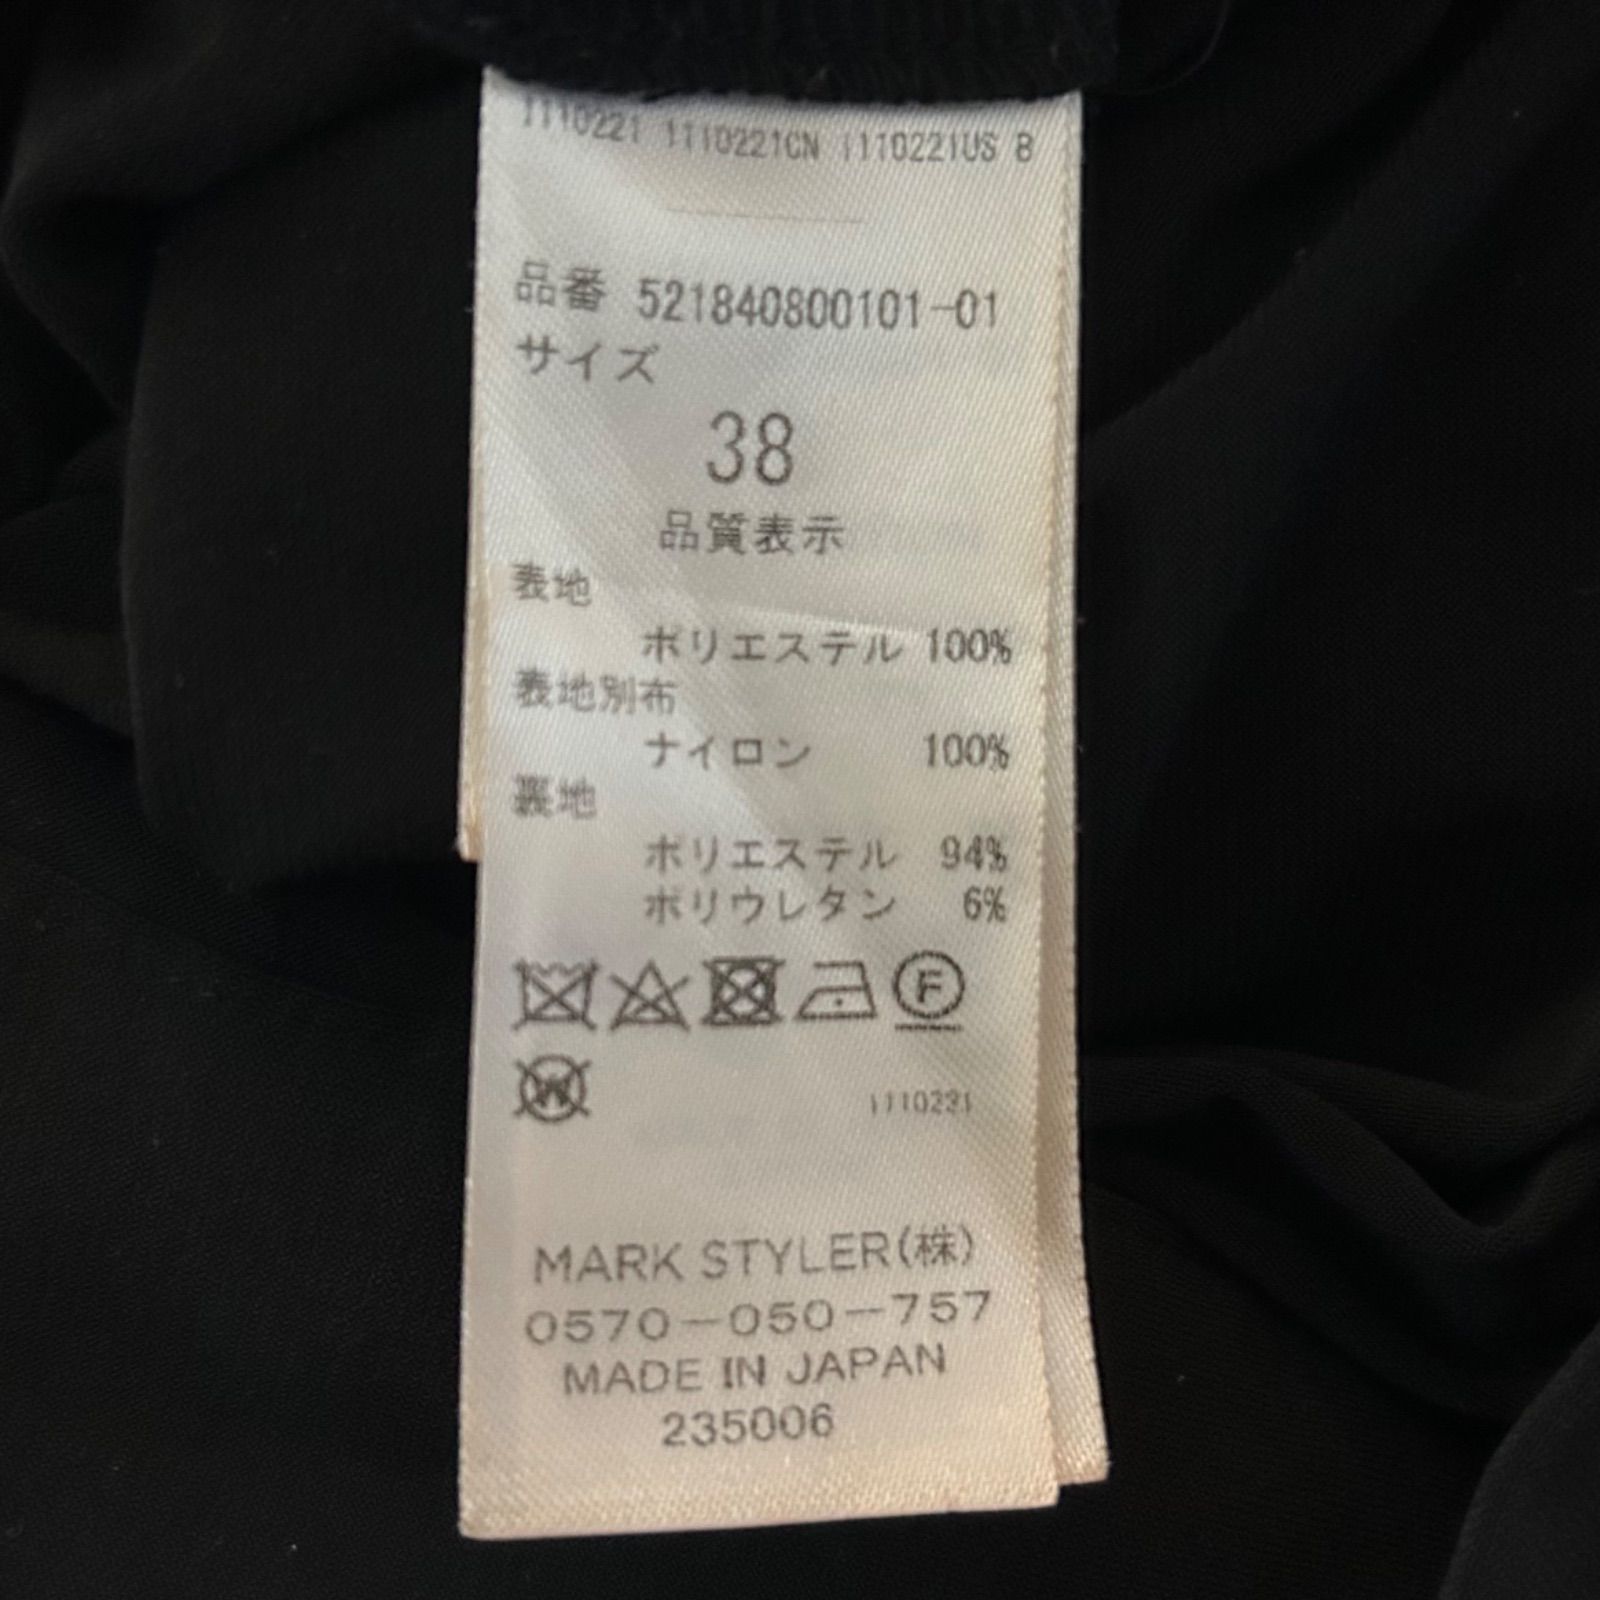 1110221 1110221CN 1110221US B
品番 521840800101-01
サイズ
38
品質表示
表地
ポリエステル 100%
表地別布
ナイロン 100%
裏地
ポリエステル 94%
ポリウレタン 6%
F
W
1110221
MARK STYLER(株)
0570-050-757
MADE IN JAPAN
235006